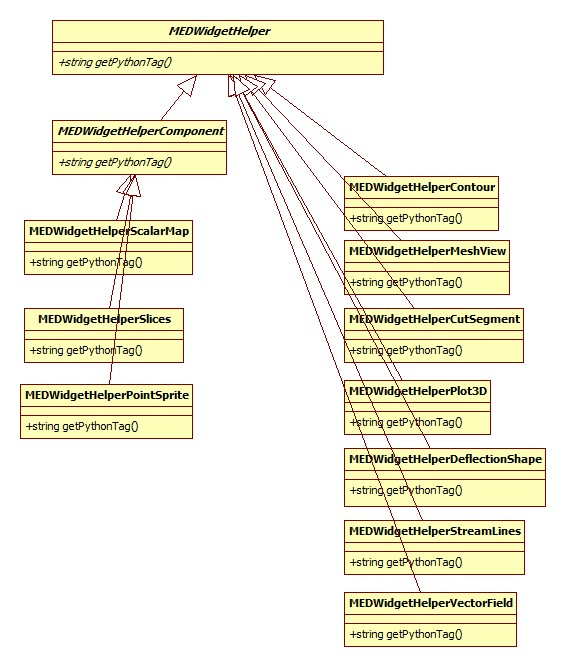 MEDWidgetHelper
+string getPythonTag()
MEDWidgetHelperComponent
+string getPythonTag()
MEDWidgetHelperScalarMap
+string getPythonTag()
MEDWidgetHelperSlices
+string getPythonTag()
MEDWidgetHelperPointSprite
+string getPythonTag()
MEDWidgetHelperContour
+string getPythonTag()
MEDWidgetHelperMeshView
+string getPythonTag()
MEDWidgetHelperCutSegment
+string getPythonTag()
MEDWidgetHelperPlot3D
+string getPythonTag()
MEDWidgetHelperDeflectionShape
+string getPythonTag()
MEDWidgetHelperStreamLines
+string getPythonTag()
MEDWidgetHelperVectorField
+string getPythonTag()